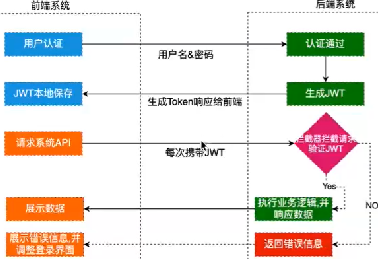 前端系统
后端系统
用户认证
用户名&密码
认证通过
JWT本地保存
生成Token响应给前端
生成JWT
请求系统API
每次携带JWT
拦截器拦截请求
验证JWT
Yes
NO
展示数据
执行业务逻辑,并
响应数据
展示错误信息,并
调整登录界面
返回错误信息